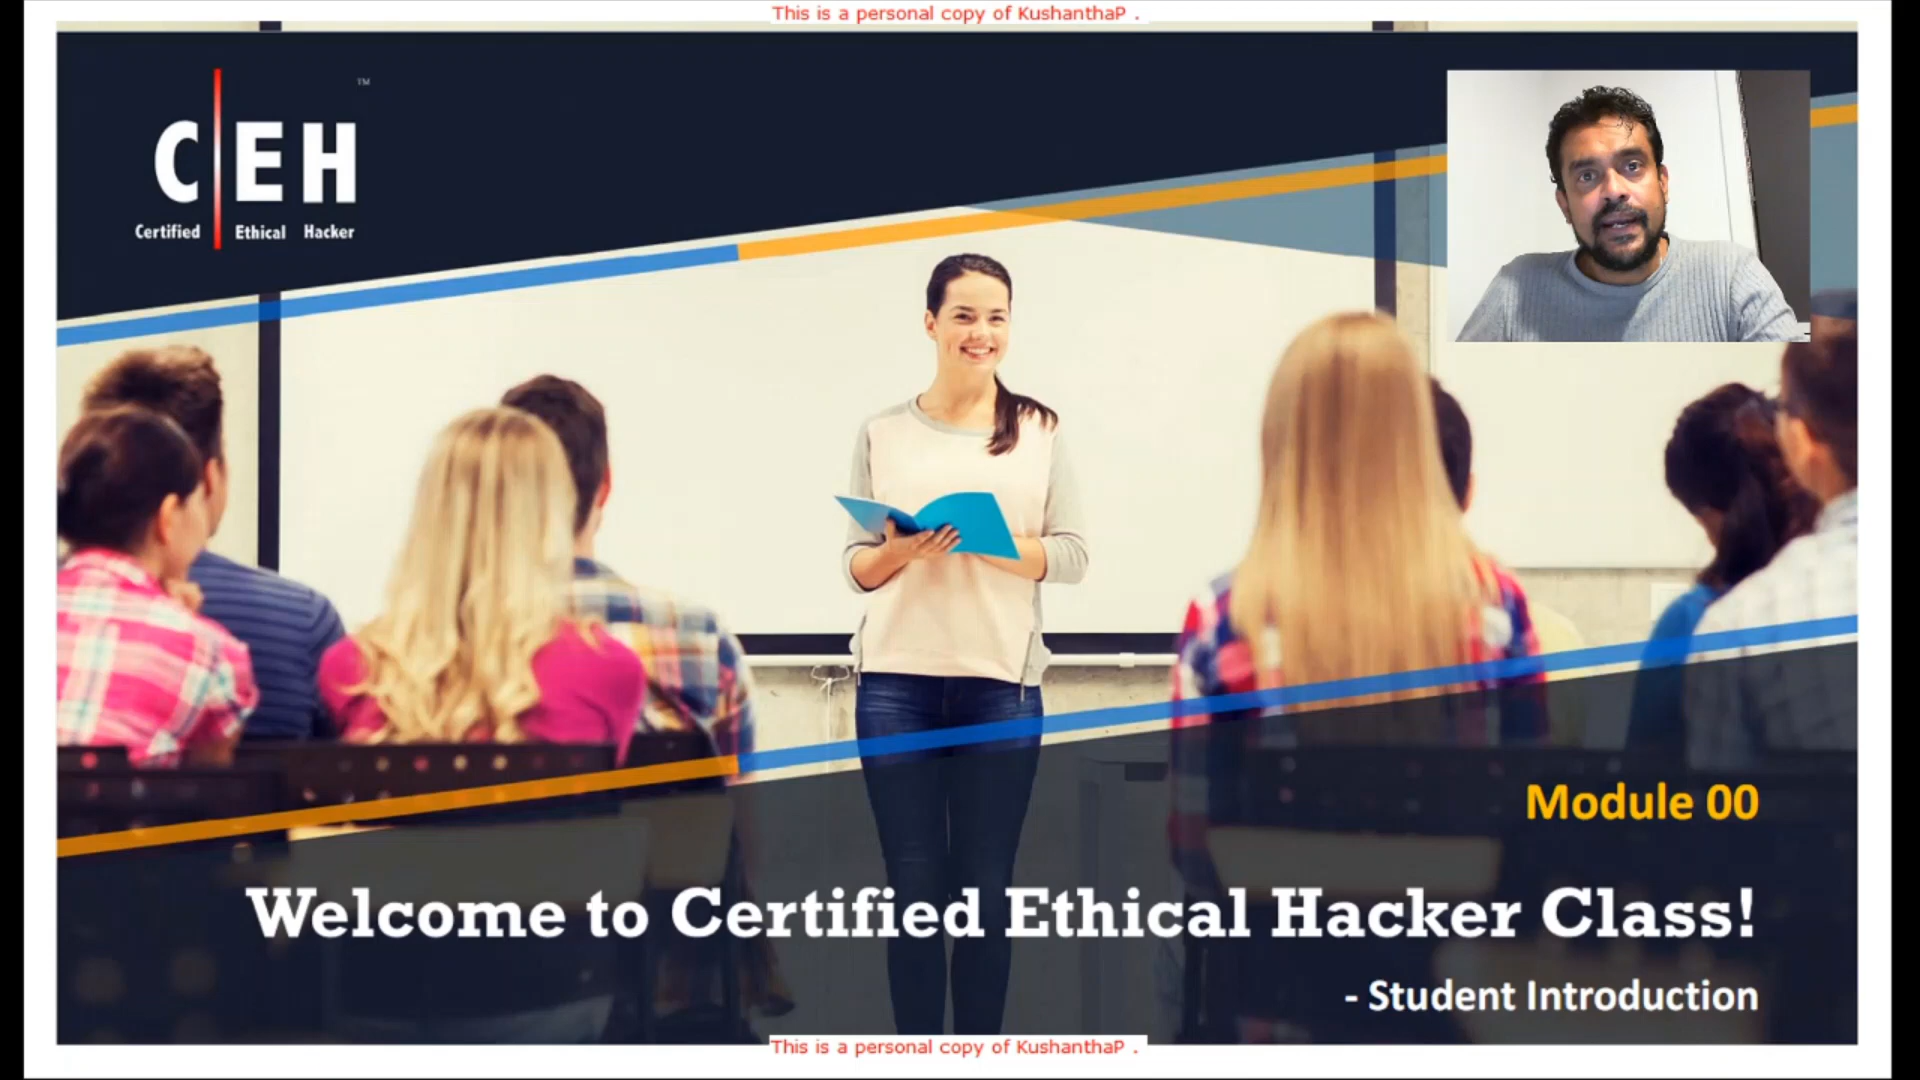 This is a personal copy of KushanthaP .
TM
C|EH
Certified Ethical Hacker
Module 00
Welcome to Certified Ethical Hacker Class!
- Student Introduction
This is a personal copy of KushanthaP .